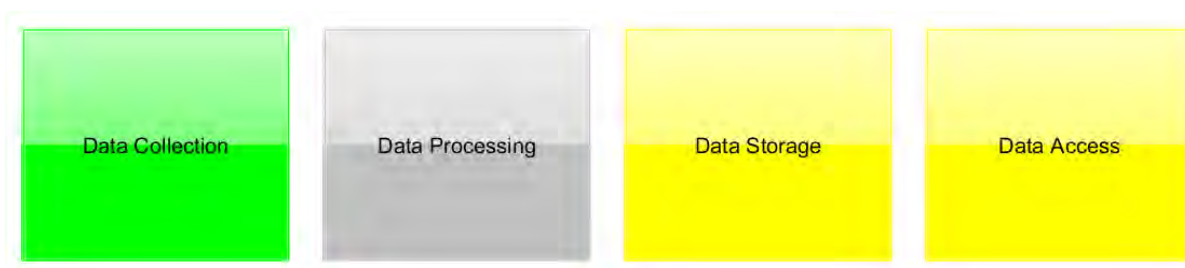 Data Collection
Data Processing
Data Storage
Data Access